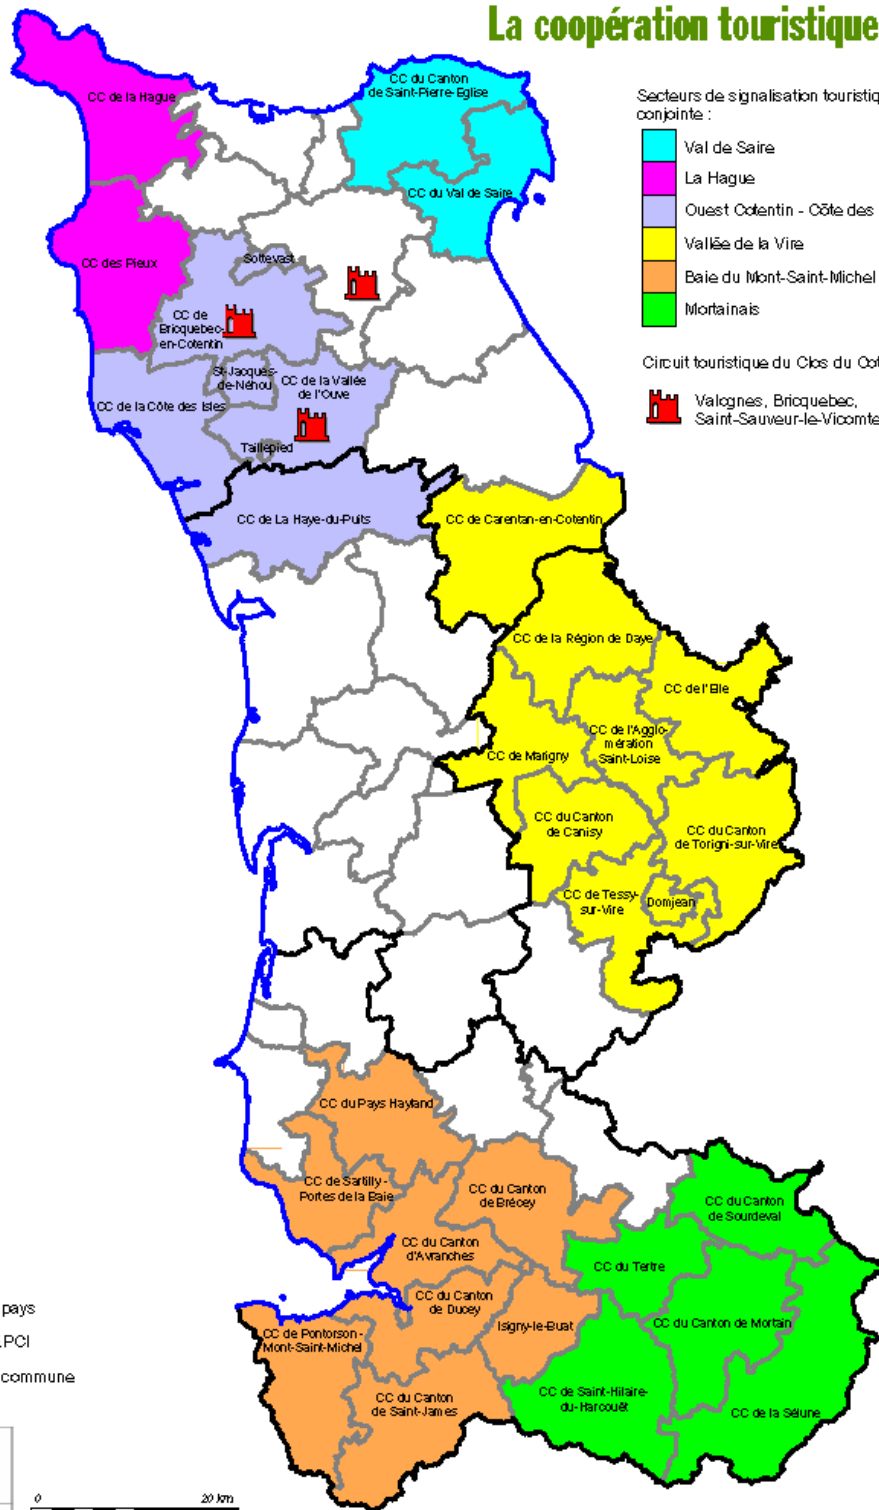 La coopération touristique
Secteurs de signalisation touristiq
conjointe :
Val de Saire
La Hague
Ouest Cotentin - Côte des
Vallée de la Vire
Baie du Mont-Saint-Michel
Mortainais
Circuit touristique du Clos du Cot
Valognes, Bricquebec,
Saint-Sauveur-le-Vicomte
CC de la Hague
CC du Canton
de Saint-Pierre-Eglise
CC du Val de Saire
CC des Pieux
Sottevast
CC de
Bricquebec-
en-Cotentin
St-Jacques-
de-Néhou
CC de la Vallée
de l'Ouve
CC de la Côte des Isles
Taillepied
CC de La Haye-du-Puits
CC de Carentan-en-Cotentin
CC de la Région de Daye
CC de l'Elle
CC de l'Agglo-
mération
Saint-Loise
CC de Marigny
CC du Canton
de Canisy
CC du Canton
de Torigni-sur-Vire
CC de Tessy-
sur-Vire
Domjean
CC du Pays Hayland
CC de Sartilly -
Portes de la Baie
CC du Canton
de Brécey
CC du Canton
de Sourdeval
CC du Canton
d'Avranches
CC du Tertre
CC du Canton
de Ducey
Isigny-le-Buat
CC du Canton de Mortain
CC de Pontorson -
Mont-Saint-Michel
CC du Canton
de Saint-James
CC de Saint-Hilaire-
du-Harcouët
CC de la Sélune
pays
PCI
commune
0 20 km